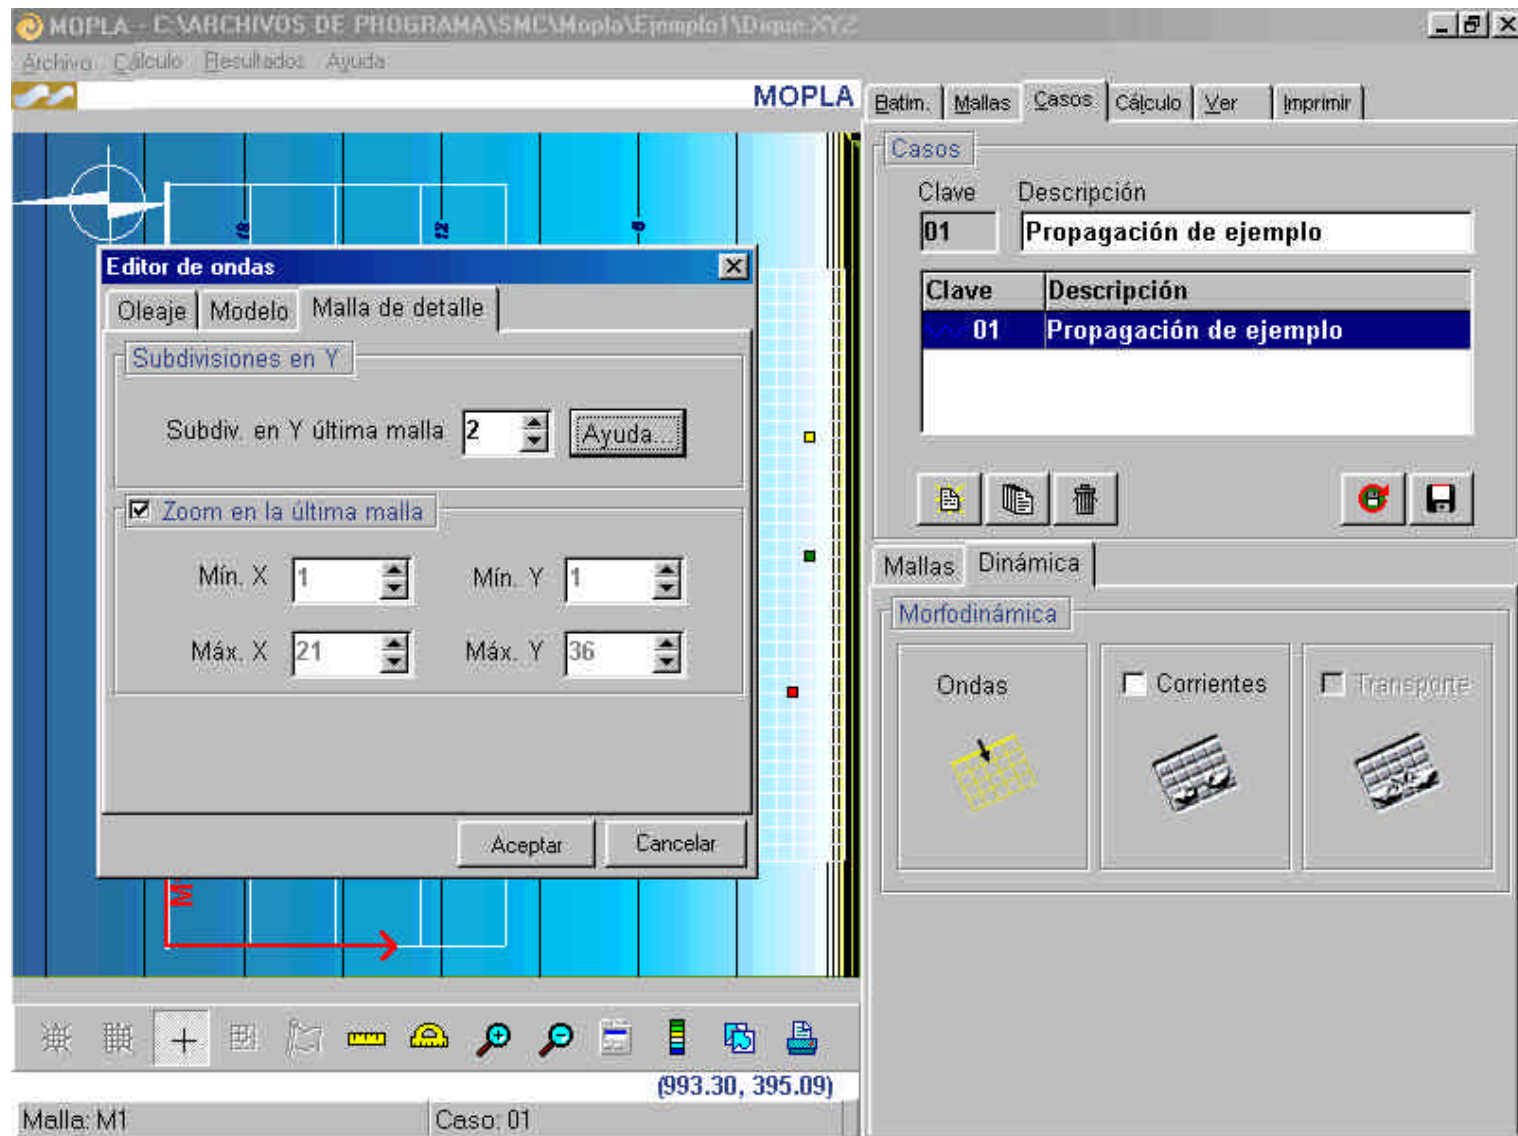 MOPLA - C:\ARCHIVOS DE PROGRAMA\SMC\Mopla\Ejemplo1\Dique.XYZ
Archivo Cálculo Resultados Ayuda
MOPLA
Batim. Mallas Casos Cálculo Ver Imprimir
Casos
Clave Descripción
01 Propagación de ejemplo
Clave Descripción
01 Propagación de ejemplo
Mallas Dinámica
Morfodinámica
Ondas Corrientes Transporte
18 12 6
Editor de ondas
Oleaje Modelo Malla de detalle
Subdivisiones en Y
Subdiv. en Y última malla 2 Ayuda...
Zoom en la última malla
Mín. X 1 Mín. Y 1
Máx. X 21 Máx. Y 36
Aceptar Cancelar
(993.30, 395.09)
Malla: M1 Caso: 01